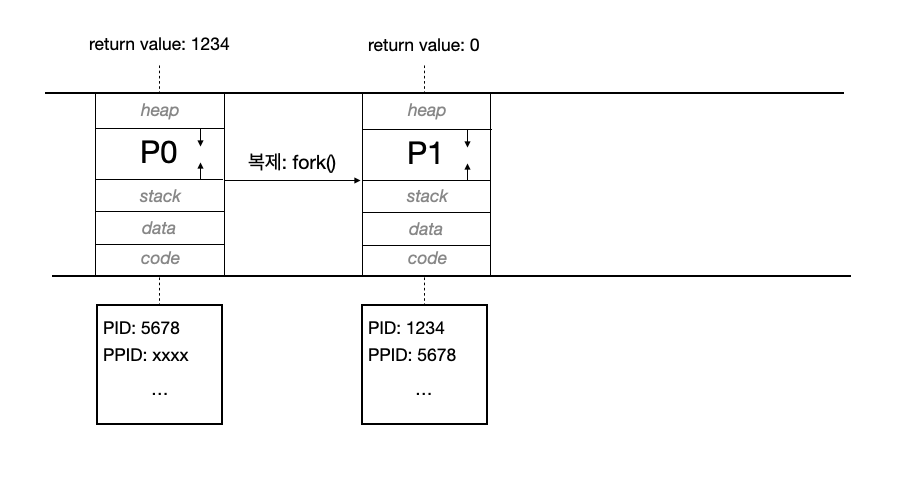 return value: 1234
return value: 0
heap
heap
P0
복제: fork()
P1
stack
stack
data
data
code
code
PID: 5678
PPID: xxxx
...
PID: 1234
PPID: 5678
...